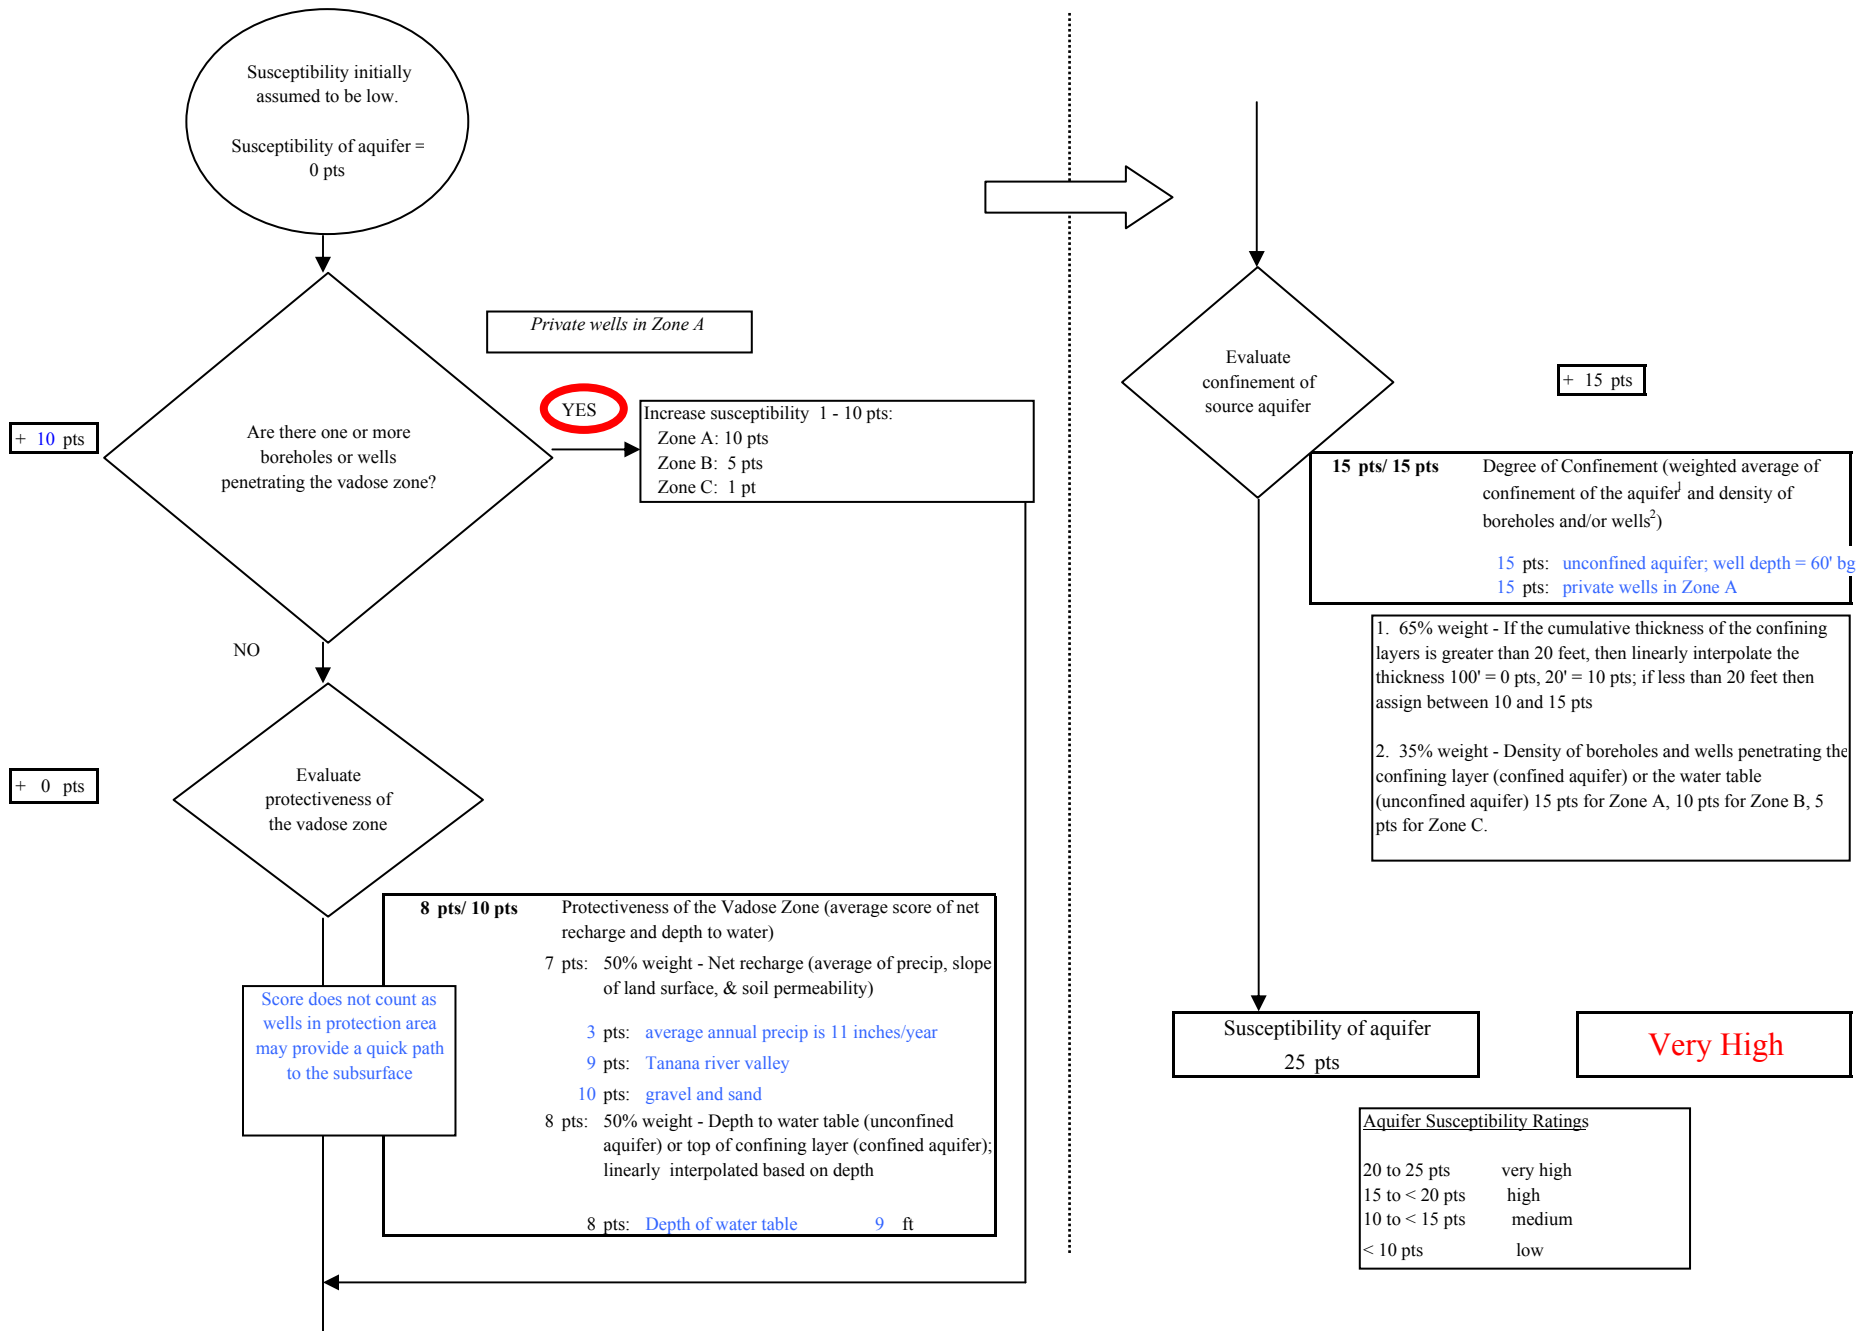 Susceptibility initially
assumed to be low.
Susceptibility of aquifer =
0 pts
Private wells in Zone A
YES
+ 10 pts
Are there one or more
boreholes or wells
penetrating the vadose zone?
Increase susceptibility 1 - 10 pts:
Zone A: 10 pts
Zone B: 5 pts
Zone C: 1 pt
NO
+ 0 pts
Evaluate
protectiveness of
the vadose zone
8 pts/ 10 pts Protectiveness of the Vadose Zone (average score of net
recharge and depth to water)
7 pts: 50% weight - Net recharge (average of precip, slope
of land surface, & soil permeability)
3 pts: average annual precip is 11 inches/year
9 pts: Tanana river valley
10 pts: gravel and sand
8 pts: 50% weight - Depth to water table (unconfined
aquifer) or top of confining layer (confined aquifer);
linearly interpolated based on depth
8 pts: Depth of water table 9 ft
Score does not count as
wells in protection area
may provide a quick path
to the subsurface
Evaluate
confinement of
source aquifer
+ 15 pts
15 pts/ 15 pts Degree of Confinement (weighted average of
confinement of the aquifer1 and density of
boreholes and/or wells2)
15 pts: unconfined aquifer; well depth = 60' bg
15 pts: private wells in Zone A
1. 65% weight - If the cumulative thickness of the confining
layers is greater than 20 feet, then linearly interpolate the
thickness 100' = 0 pts, 20' = 10 pts; if less than 20 feet then
assign between 10 and 15 pts
2. 35% weight - Density of boreholes and wells penetrating the
confining layer (confined aquifer) or the water table
(unconfined aquifer) 15 pts for Zone A, 10 pts for Zone B, 5
pts for Zone C.
Susceptibility of aquifer
25 pts
Very High
Aquifer Susceptibility Ratings
20 to 25 pts very high
15 to < 20 pts high
10 to < 15 pts medium
< 10 pts low